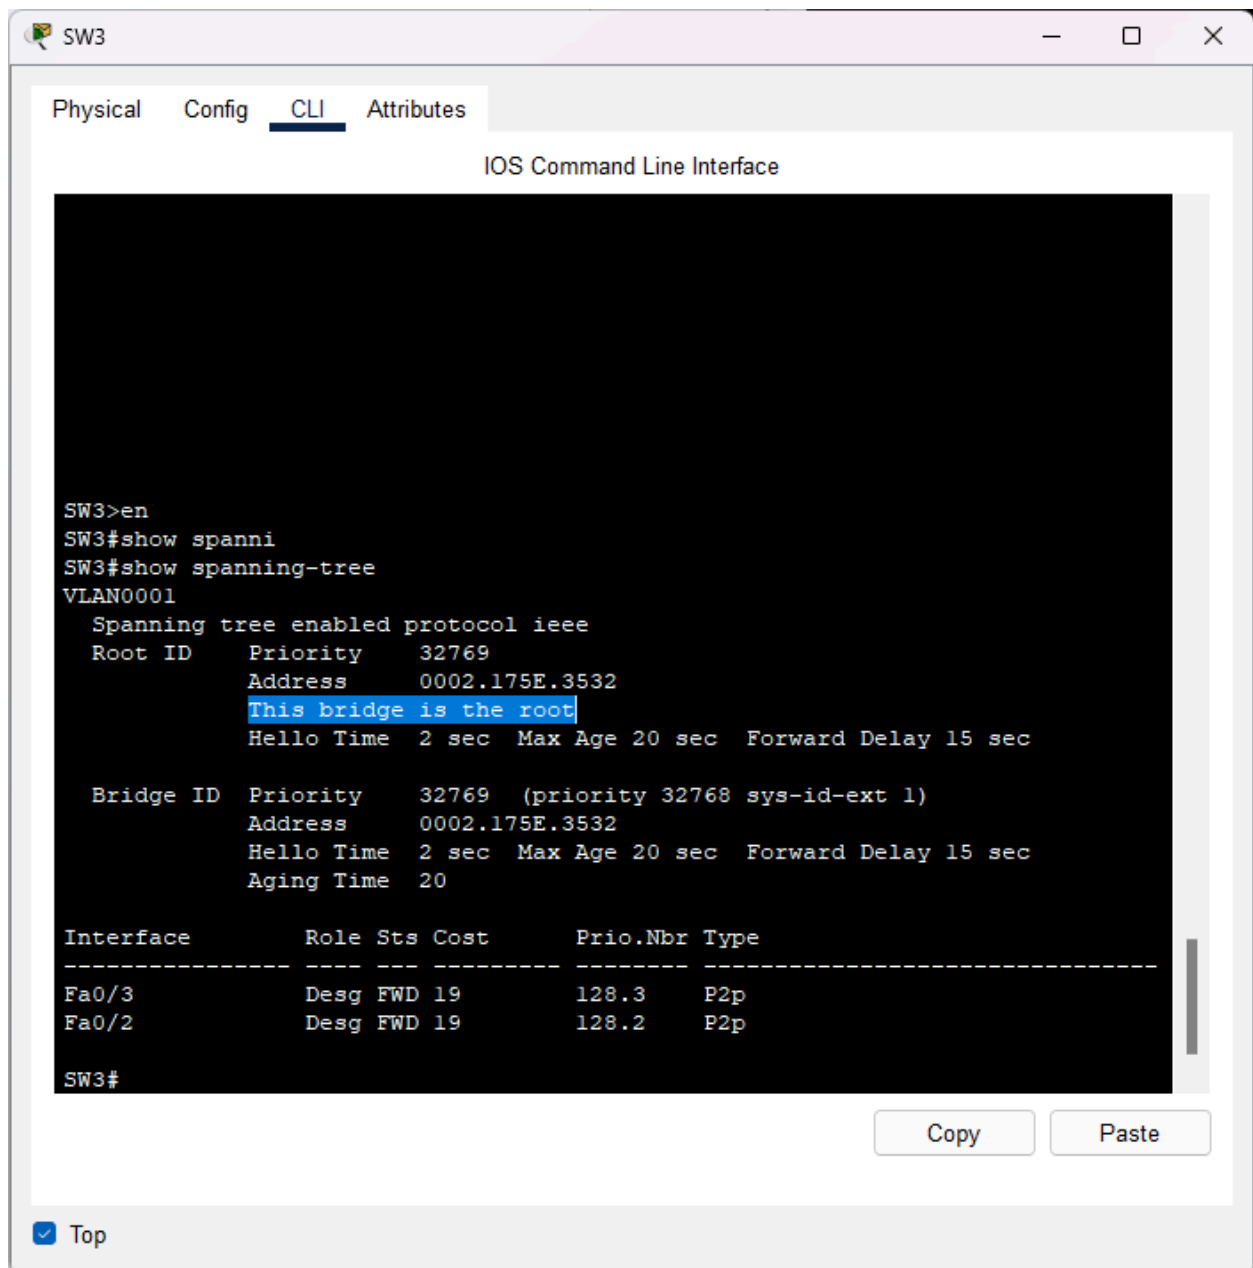 SW3
Physical Config CLI Attributes
IOS Command Line Interface
SW3>en
SW3#show spanni
SW3#show spanning-tree
VLAN0001
  Spanning tree enabled protocol ieee
  Root ID    Priority    32769
             Address     0002.175E.3532
             This bridge is the root
             Hello Time  2 sec  Max Age 20 sec  Forward Delay 15 sec

  Bridge ID  Priority    32769  (priority 32768 sys-id-ext 1)
             Address     0002.175E.3532
             Hello Time  2 sec  Max Age 20 sec  Forward Delay 15 sec
             Aging Time  20

Interface        Role Sts Cost      Prio.Nbr Type
---------------- ---- --- --------- -------- --------------------------------
Fa0/3            Desg FWD 19        128.3    P2p
Fa0/2            Desg FWD 19        128.2    P2p

SW3#
Copy Paste
Top